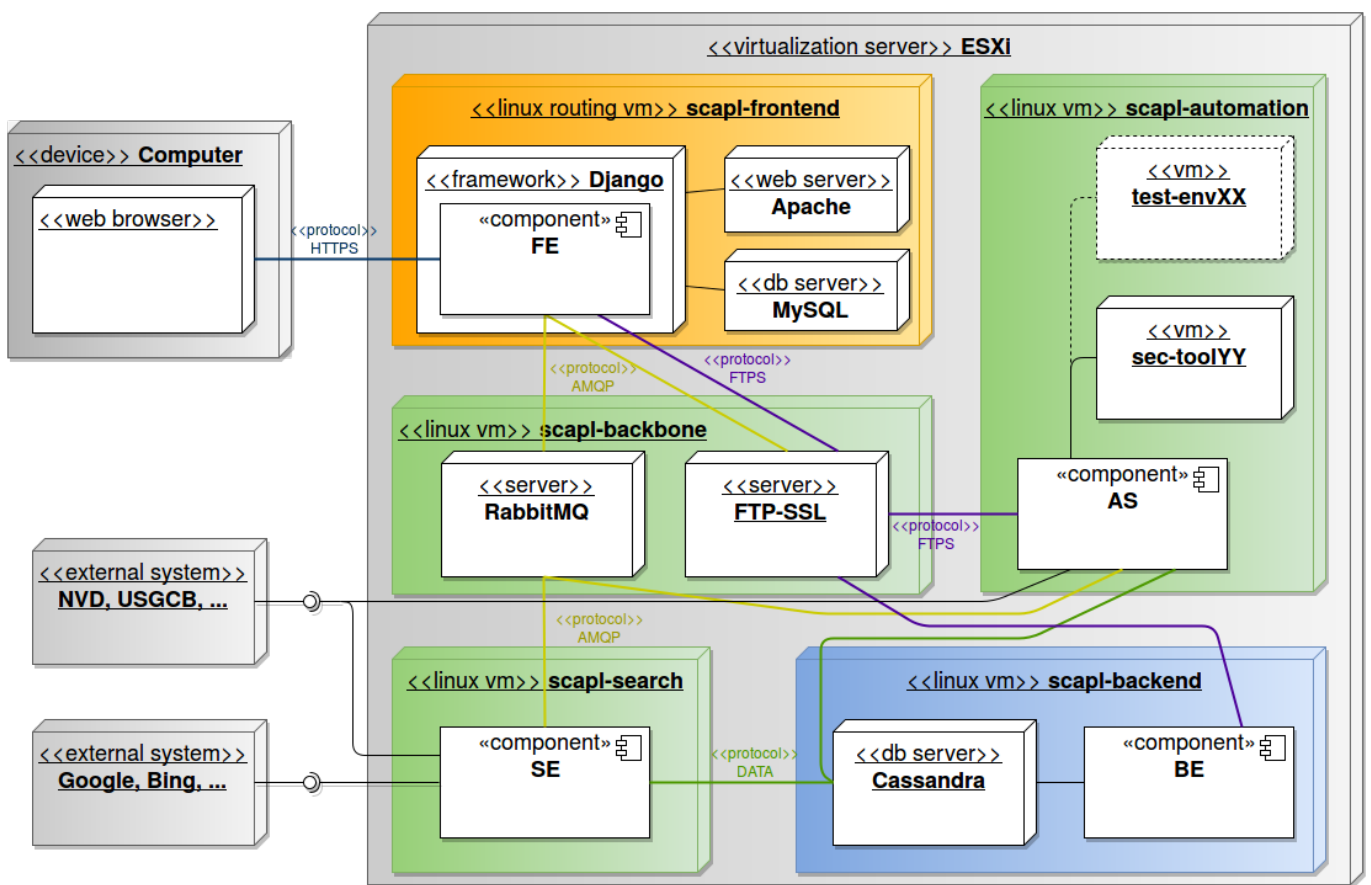 <<virtualization server>> ESXi
<<linux routing vm>> scapl-frontend
<<linux vm>> scapl-automation
<<device>> Computer
<<web browser>>
<<protocol>>
HTTPS
<<framework>> Django
«component»
FE
<<web server>>
Apache
<<db server>>
MySQL
<<vm>>
test-envXX
<<vm>>
sec-toolYY
<<protocol>>
AMQP
<<protocol>>
FTPS
<<linux vm>> scapl-backbone
<<server>>
RabbitMQ
<<server>>
FTP-SSL
<<protocol>>
FTPS
«component»
AS
<<external system>>
NVD, USGCB, ...
<<protocol>>
AMQP
<<linux vm>> scapl-search
<<linux vm>> scapl-backend
<<external system>>
Google, Bing, ...
«component»
SE
<<protocol>>
DATA
<<db server>>
Cassandra
«component»
BE